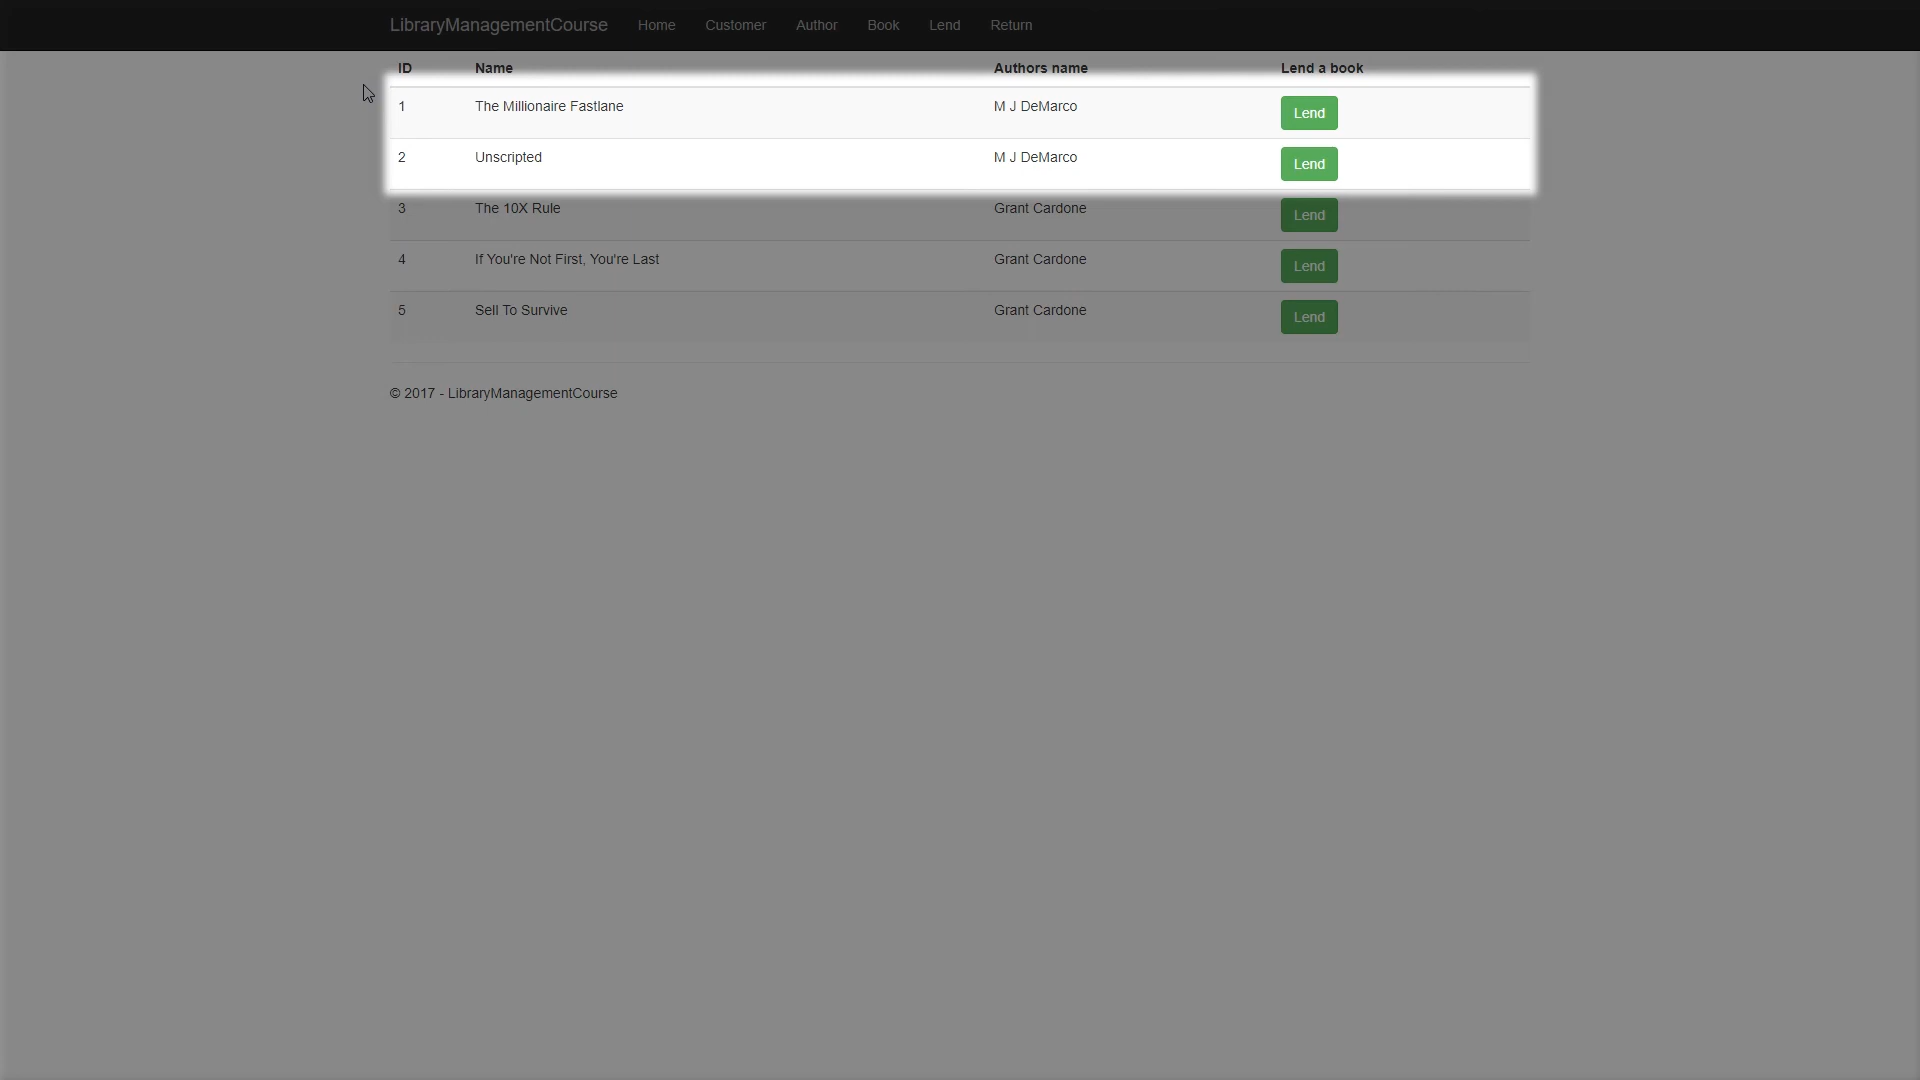 LibraryManagementCourse Home Customer Author Book Lend Return
ID Name Authors name Lend a book
1 The Millionaire Fastlane M J DeMarco Lend
2 Unscripted M J DeMarco Lend
3 The 10X Rule Grant Cardone Lend
4 If You're Not First, You're Last Grant Cardone Lend
5 Sell To Survive Grant Cardone Lend
© 2017 - LibraryManagementCourse